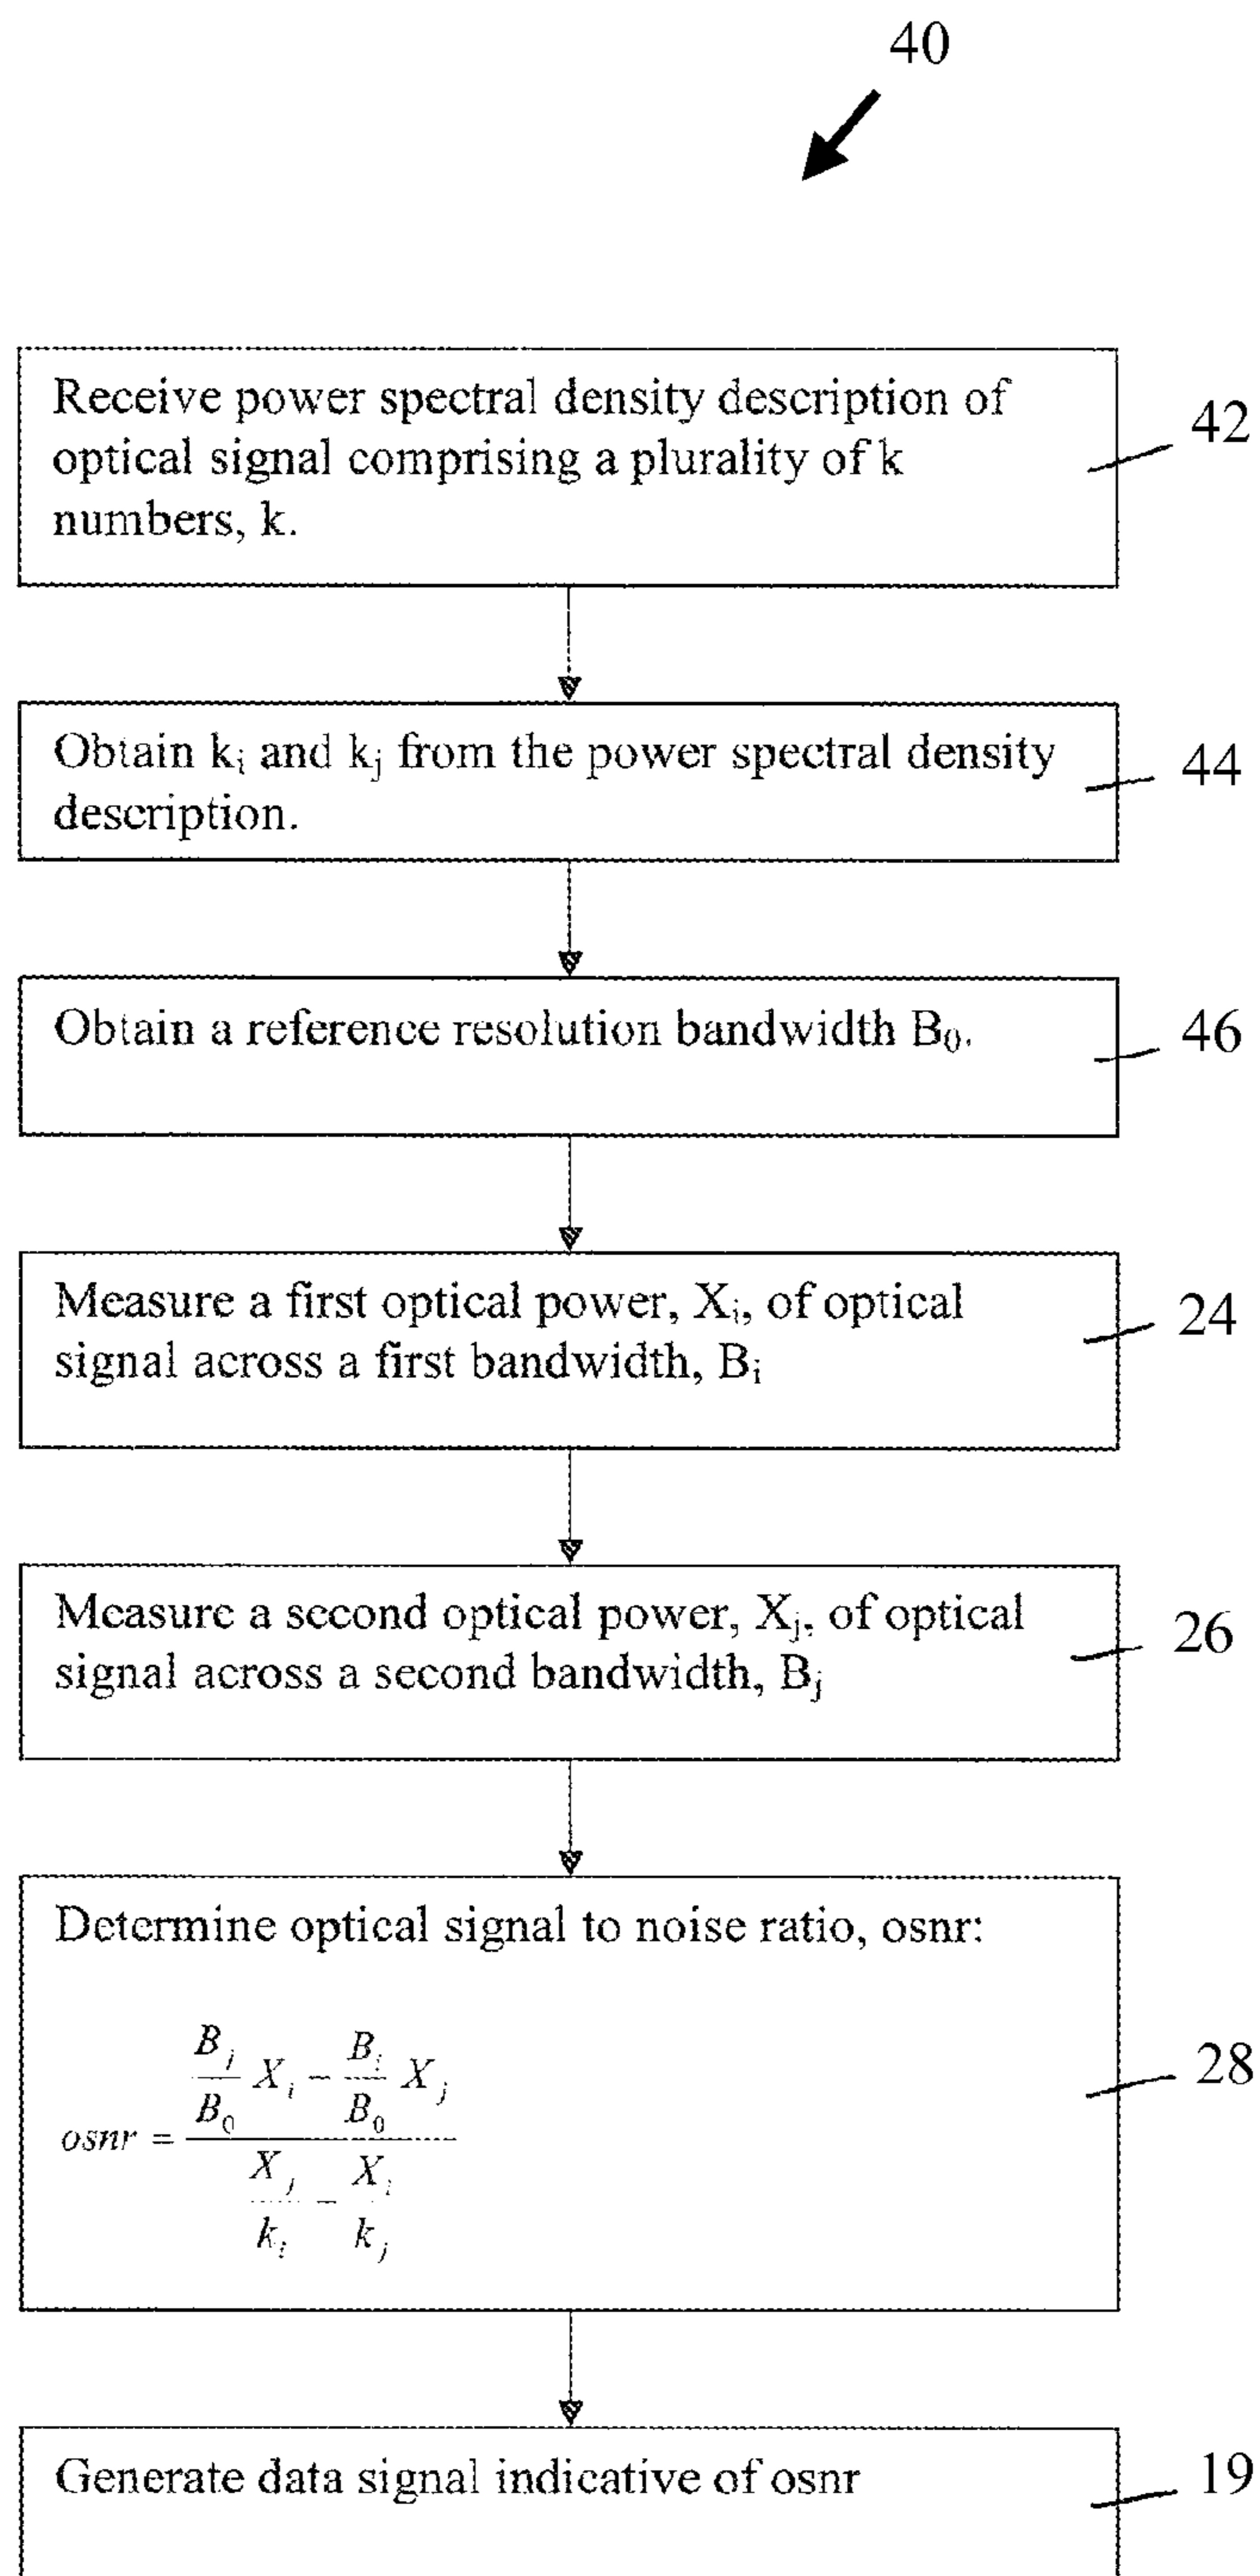 40
Receive power spectral density description of
optical signal comprising a plurality of k
numbers, k.
42
Obtain kᵢ and kⱼ from the power spectral density
description.
44
Obtain a reference resolution bandwidth B₀.
46
Measure a first optical power, Xᵢ, of optical
signal across a first bandwidth, Bᵢ
24
Measure a second optical power, Xⱼ, of optical
signal across a second bandwidth, Bⱼ
26
Determine optical signal to noise ratio, osnr:
osnr = (Bⱼ/B₀ Xᵢ − Bᵢ/B₀ Xⱼ) / (Xⱼ/kᵢ − Xᵢ/kⱼ)
28
Generate data signal indicative of osnr
19